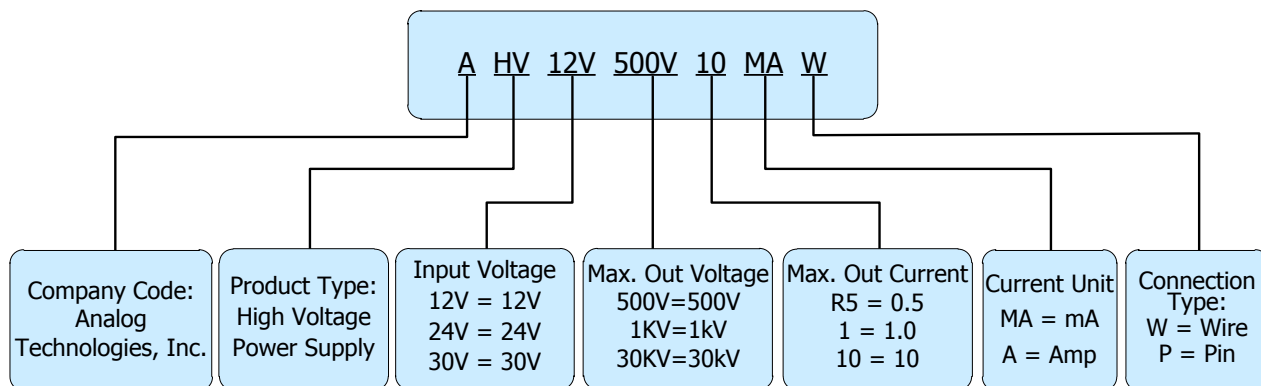 A HV 12V 500V 10 MA W
Company Code:
Analog
Technologies, Inc.
Product Type:
High Voltage
Power Supply
Input Voltage
12V = 12V
24V = 24V
30V = 30V
Max. Out Voltage
500V=500V
1KV=1kV
30KV=30kV
Max. Out Current
R5 = 0.5
1 = 1.0
10 = 10
Current Unit
MA = mA
A = Amp
Connection
Type:
W = Wire
P = Pin